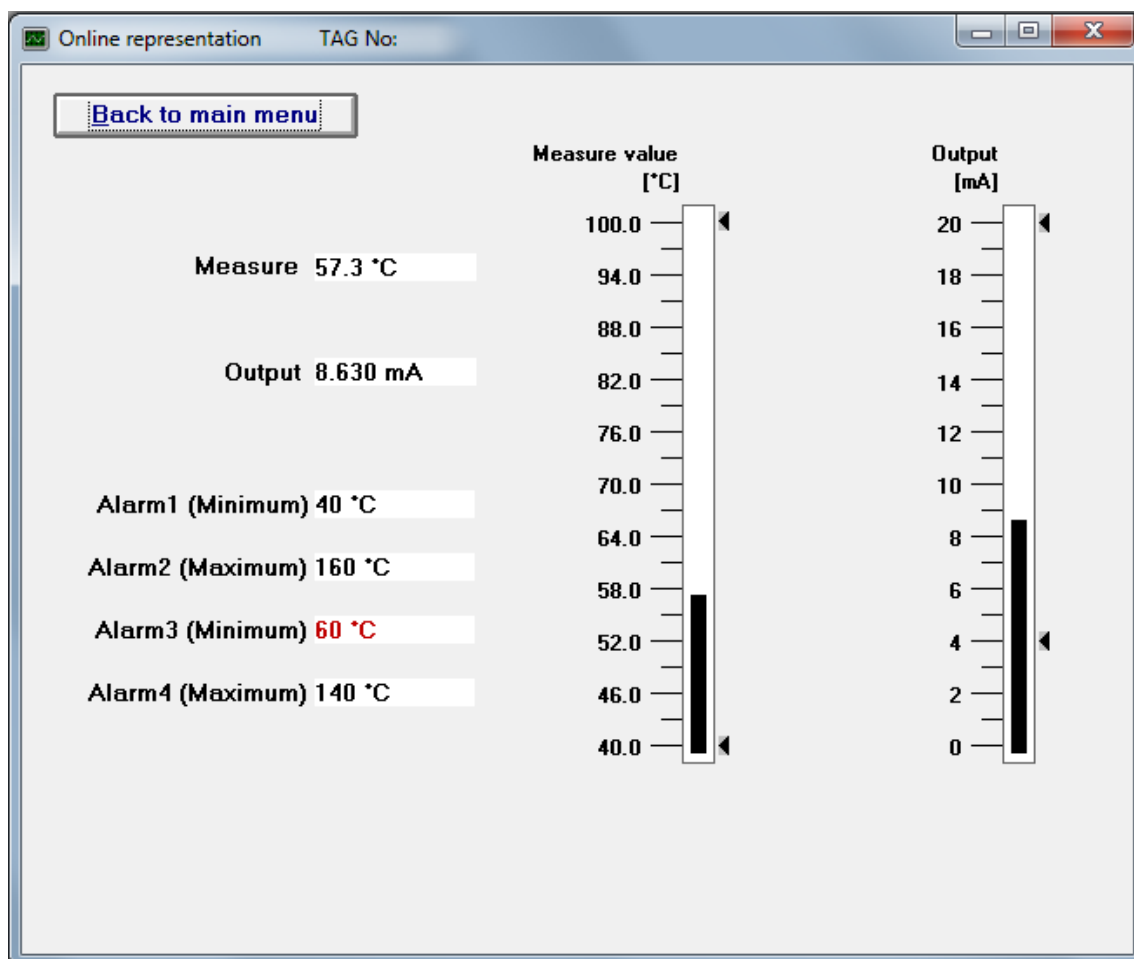 Online representation TAG No:
Back to main menu
Measure value
[°C]
Output
[mA]
Measure 57.3 °C
Output 8.630 mA
Alarm1 (Minimum) 40 °C
Alarm2 (Maximum) 160 °C
Alarm3 (Minimum) 60 °C
Alarm4 (Maximum) 140 °C
100.0
94.0
88.0
82.0
76.0
70.0
64.0
58.0
52.0
46.0
40.0
20
18
16
14
12
10
8
6
4
2
0